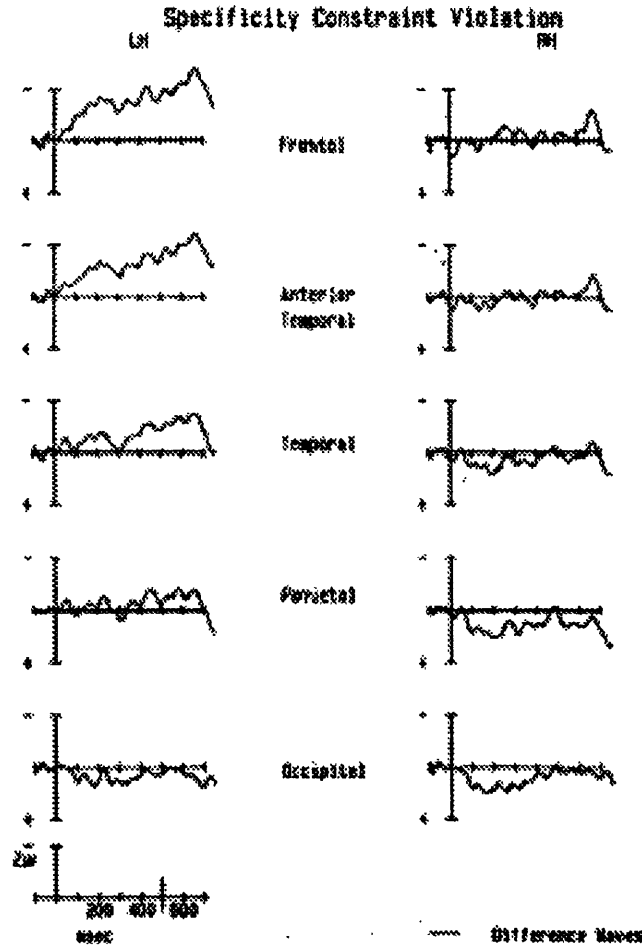 Specificity Constraint Violation
LH
RH
Frontal
Anterior
Temporal
Temporal
Parietal
Occipital
200 400 600
msec
Difference Waves